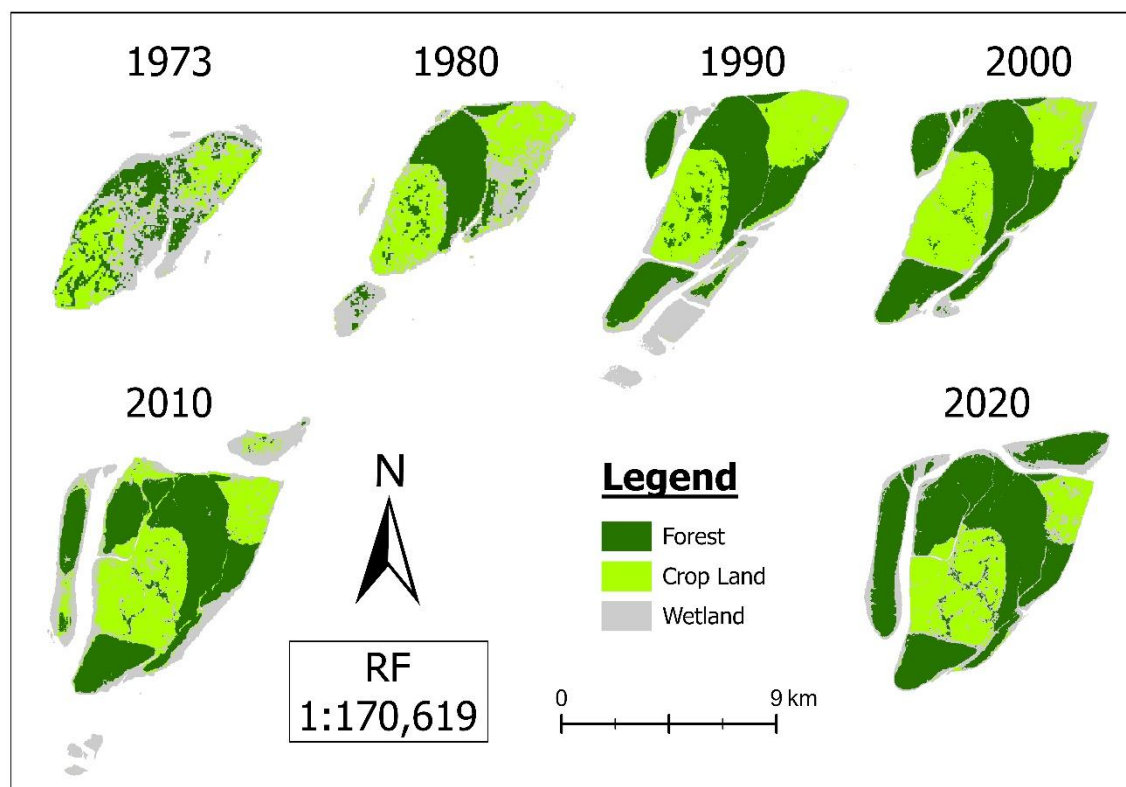 1973
1980
1990
2000
2010
2020
N
RF
1:170,619
Legend
Forest
Crop Land
Wetland
0
9 km